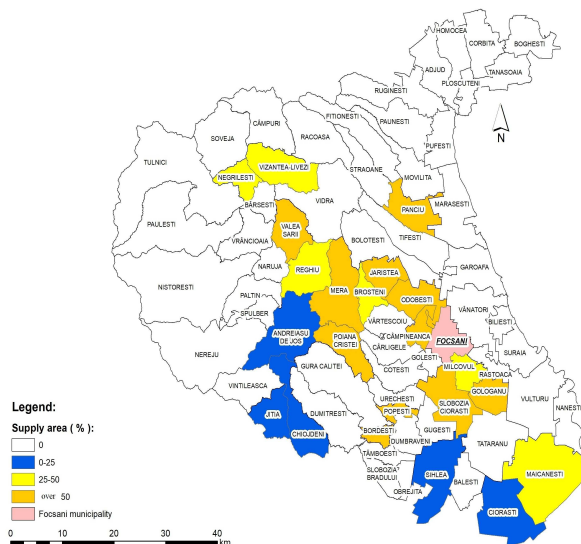 HOMOCEA
CORBITA
BOGHESTI
ADJUD
TANASOAIA
PLOSCUTENI
RUGINESTI
CÂMPURI
FITIONESTI
PAUNESTI
SOVEJA
RACOASA
N
PUFESTI
TULNICI
VIZANTEA-LIVEZI
STRAOANE
NEGRILESTI
MOVILITA
BÂRSESTI
VIDRA
PANCIU
MARASESTI
PAULESTI
VALEA
SARII
VRÂNCIOAIA
BOLOTESTI
TIFESTI
NARUJA
REGHIU
JARISTEA
GAROAFA
NISTORESTI
MERA
BROSTENI
PALTIN
ODOBESTI
VÂNATORI
SPULBER
VÂRTESCOIU
BILIESTI
ANDREIASU
DE JOS
POIANA
CRISTEI
CÂMPINEANCA
FOCSANI
CÂRLIGELE
SURAIA
NEREJU
GOLESTI
GURA CALITEI
COTESTI
MILCOVUL
RASTOACA
VINTILEASCA
GOLOGANU
URECHESTI
VULTURU
Legend:
JITIA
DUMITRESTI
POPESTI
SLOBOZIA
CIORASTI
NANESTI
Supply area ( % ):
CHIOJDENI
BORDESTI
GUGESTI
0
DUMBRAVENI
TATARANU
0-25
TÂMBOESTI
25-50
SLOBOZIA
BRADULUI
SIHLEA
BALESTI
MAICANESTI
over 50
OBREJITA
Focsani municipality
CIORASTI
0 10 20 30 40
km